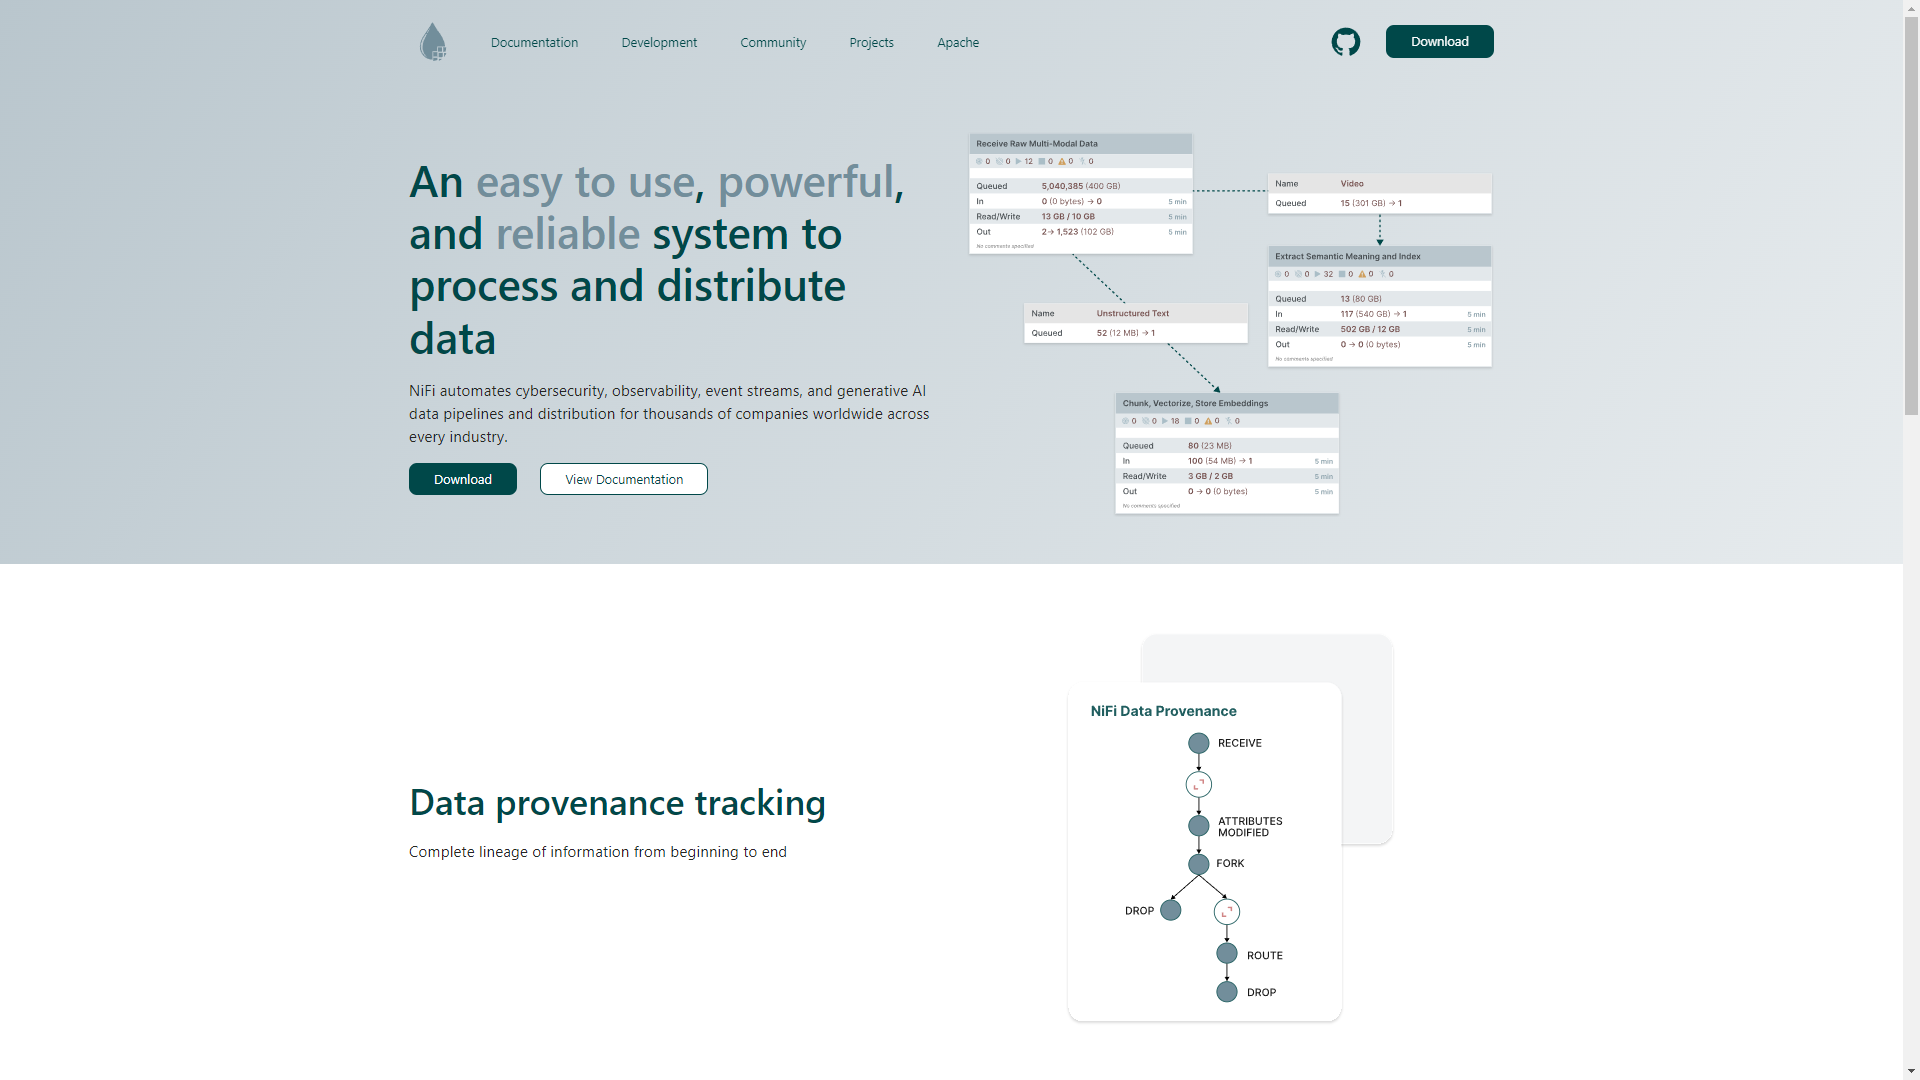 Documentation Development Community Projects Apache Download
An easy to use, powerful,
and reliable system to
process and distribute
data
NiFi automates cybersecurity, observability, event streams, and generative AI
data pipelines and distribution for thousands of companies worldwide across
every industry.
Download View Documentation
Receive Raw Multi-Modal Data
0 0 12 0 0 0
Queued 5,040,385 (400 GB)
In 0 (0 bytes) → 0 5 min
Read/Write 13 GB / 10 GB 5 min
Out 2 → 1,523 (102 GB) 5 min
No comments specified
Name Video
Queued 15 (301 GB) → 1
Extract Semantic Meaning and Index
0 0 32 0 0 0
Queued 13 (80 GB)
In 117 (540 GB) → 1 5 min
Read/Write 502 GB / 12 GB 5 min
Out 0 → 0 (0 bytes) 5 min
No comments specified
Name Unstructured Text
Queued 52 (12 MB) → 1
Chunk, Vectorize, Store Embeddings
0 0 18 0 0 0
Queued 80 (23 MB)
In 100 (54 MB) → 1 5 min
Read/Write 3 GB / 2 GB 5 min
Out 0 → 0 (0 bytes) 5 min
No comments specified
Data provenance tracking
Complete lineage of information from beginning to end
NiFi Data Provenance
RECEIVE
ATTRIBUTES
MODIFIED
FORK
DROP
ROUTE
DROP